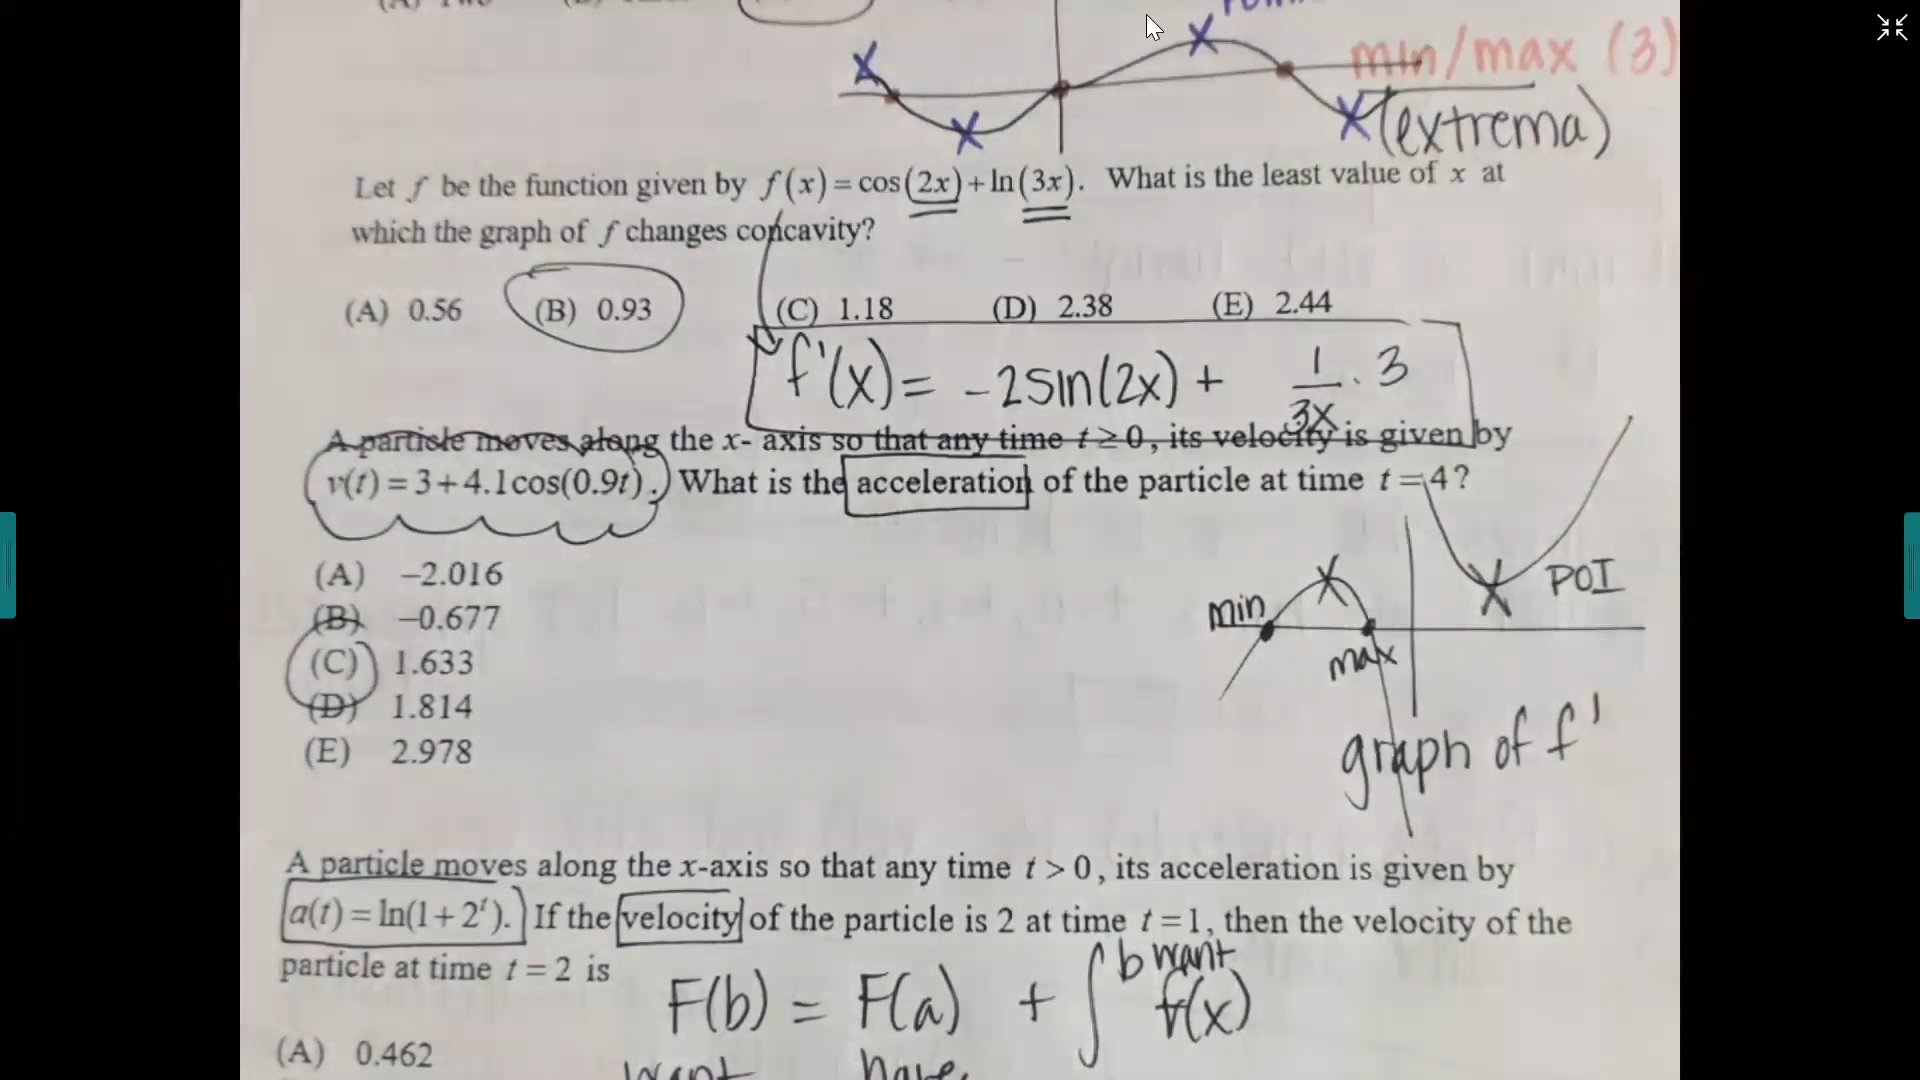 min/max (3)
(extrema)
Let f be the function given by f(x) = cos(2x) + ln(3x). What is the least value of x at
which the graph of f changes concavity?
(A) 0.56 (B) 0.93 (C) 1.18 (D) 2.38 (E) 2.44
f'(x) = -2sin(2x) + 1/3x · 3
A particle moves along the x- axis so that any time t ≥ 0, its velocity is given by
v(t) = 3+4.1cos(0.9t). What is the acceleration of the particle at time t = 4?
(A) –2.016
(B) –0.677
(C) 1.633
(D) 1.814
(E) 2.978
POI
min
max
graph of f'
A particle moves along the x-axis so that any time t > 0, its acceleration is given by
a(t) = ln(1+2ᵗ). If the velocity of the particle is 2 at time t = 1, then the velocity of the
particle at time t = 2 is
F(b) = F(a) + ∫ b want f(x)
want have
(A) 0.462